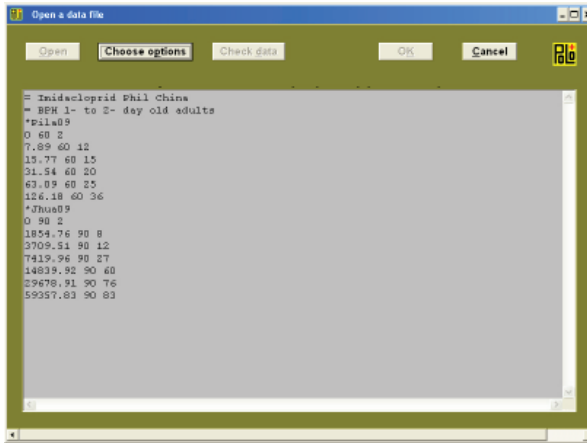 Open a data file
Open Choose options Check data OK Cancel Polo
= Imidacloprid Phil China
= BPH 1- to 2- day old adults
*Pila09
0 60 2
7.89 60 12
15.77 60 15
31.54 60 20
63.09 60 25
126.18 60 36
*Jhua09
0 90 2
1854.76 90 8
3709.51 90 12
7419.96 90 27
14839.92 90 60
29678.91 90 76
59357.83 90 83